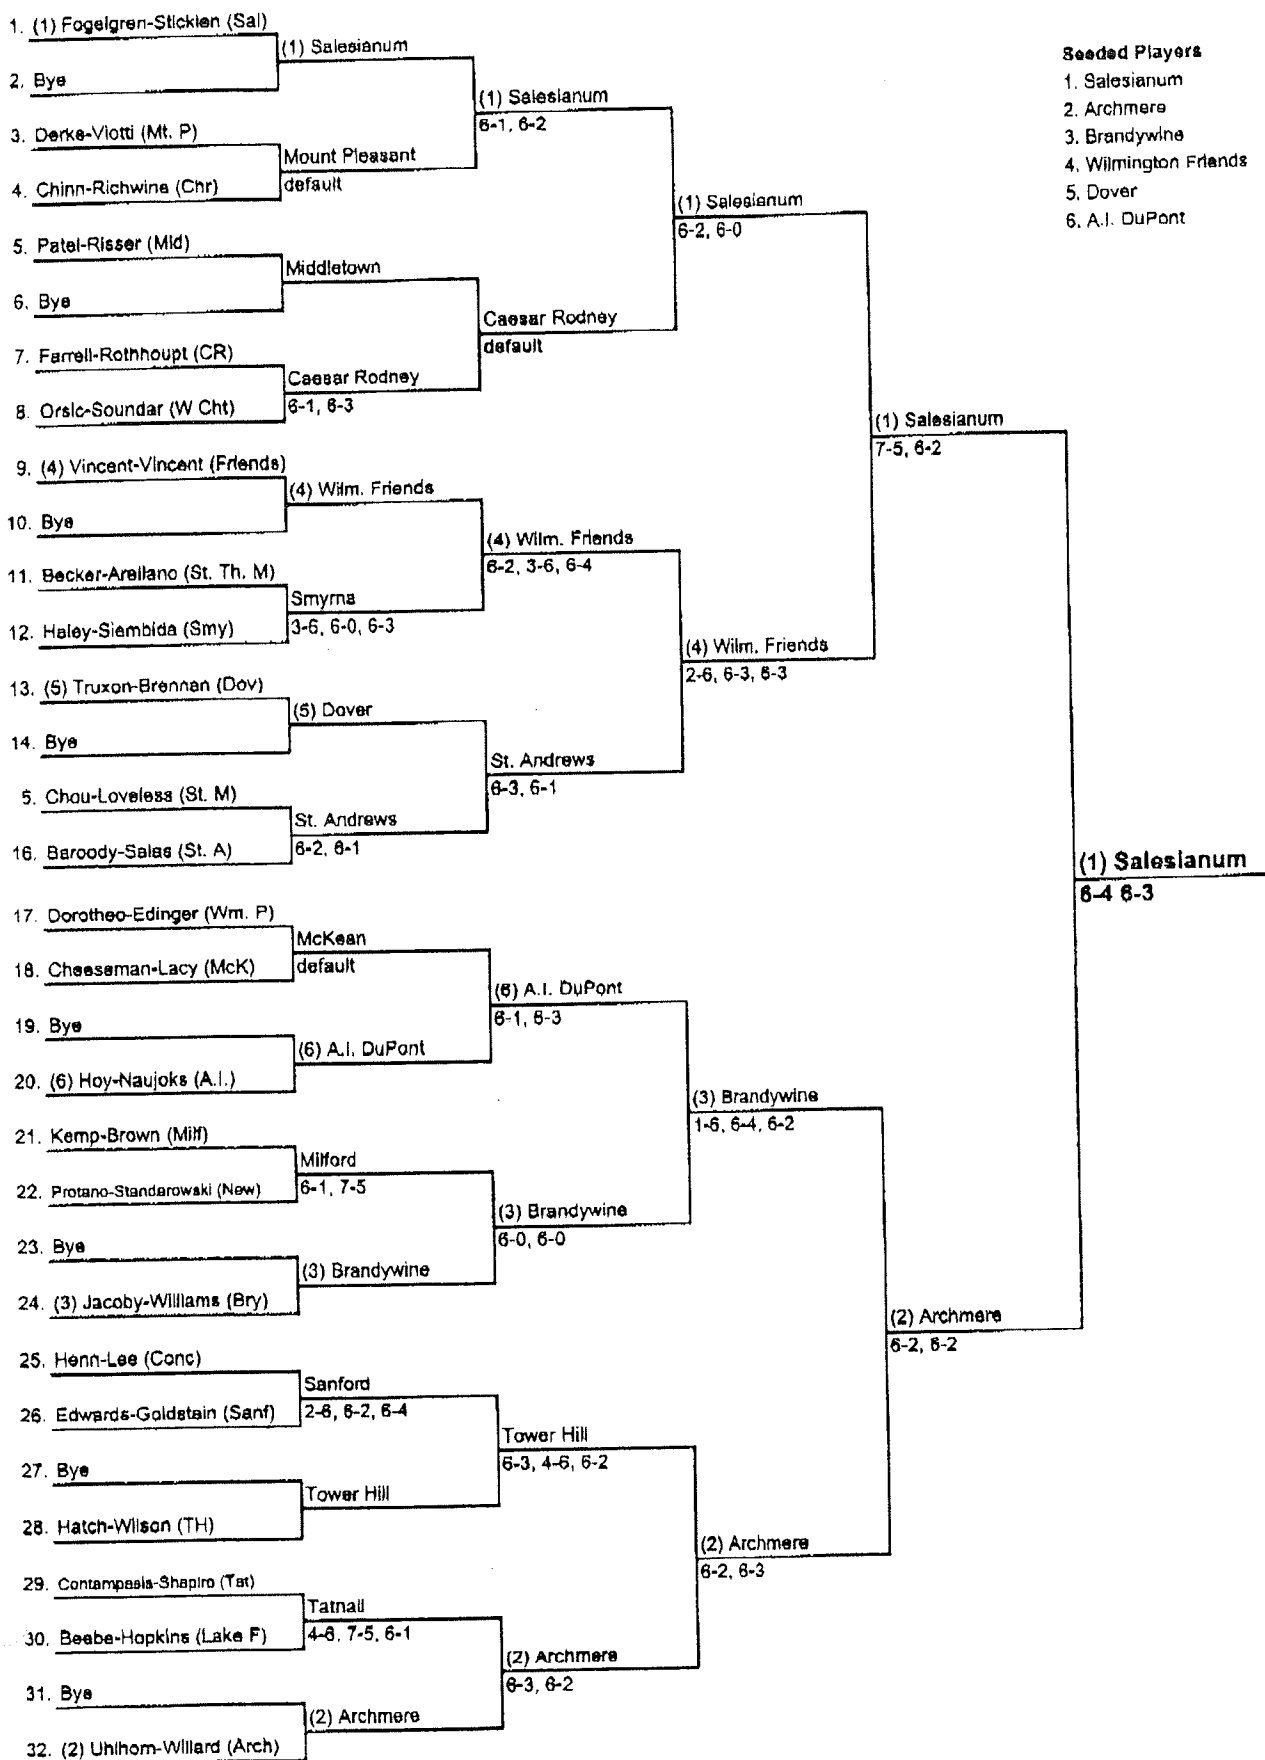 1. (1) Fogelgren-Sticklen (Sal)
(1) Salesianum
2. Bye
(1) Salesianum
6-1, 6-2
3. Derke-Viotti (Mt. P)
Mount Pleasant
default
4. Chinn-Richwine (Chr)
(1) Salesianum
6-2, 6-0
5. Patel-Risser (Mid)
Middletown
6. Bye
Caesar Rodney
default
7. Farrell-Rothhoupt (CR)
Caesar Rodney
6-1, 6-3
8. Orsic-Soundar (W Cht)
(1) Salesianum
7-5, 6-2
9. (4) Vincent-Vincent (Friends)
(4) Wilm. Friends
10. Bye
(4) Wilm. Friends
6-2, 3-6, 6-4
11. Becker-Arellano (St. Th. M)
Smyrna
3-6, 6-0, 6-3
12. Haley-Siembida (Smy)
(4) Wilm. Friends
2-6, 6-3, 6-3
13. (5) Truxon-Brennan (Dov)
(5) Dover
14. Bye
St. Andrews
6-3, 6-1
5. Chou-Loveless (St. M)
St. Andrews
6-2, 6-1
16. Baroody-Salas (St. A)
(1) Salesianum
6-4 6-3
17. Dorotheo-Edinger (Wm. P)
McKean
default
18. Cheeseman-Lacy (McK)
(6) A.I. DuPont
6-1, 6-3
19. Bye
(6) A.I. DuPont
20. (6) Hoy-Naujoks (A.I.)
(3) Brandywine
1-6, 6-4, 6-2
21. Kemp-Brown (Milf)
Milford
6-1, 7-5
22. Protano-Standarowski (New)
(3) Brandywine
6-0, 6-0
23. Bye
(3) Brandywine
24. (3) Jacoby-Williams (Bry)
(2) Archmere
6-2, 6-2
25. Henn-Lee (Conc)
Sanford
2-6, 6-2, 6-4
26. Edwards-Goldstein (Sanf)
Tower Hill
6-3, 4-6, 6-2
27. Bye
Tower Hill
28. Hatch-Wilson (TH)
(2) Archmere
6-2, 6-3
29. Contampasis-Shapiro (Tat)
Tatnall
4-6, 7-5, 6-1
30. Beebe-Hopkins (Lake F)
(2) Archmere
6-3, 6-2
31. Bye
(2) Archmere
32. (2) Uhlhorn-Willard (Arch)
Seeded Players
1. Salesianum
2. Archmere
3. Brandywine
4. Wilmington Friends
5. Dover
6. A.I. DuPont